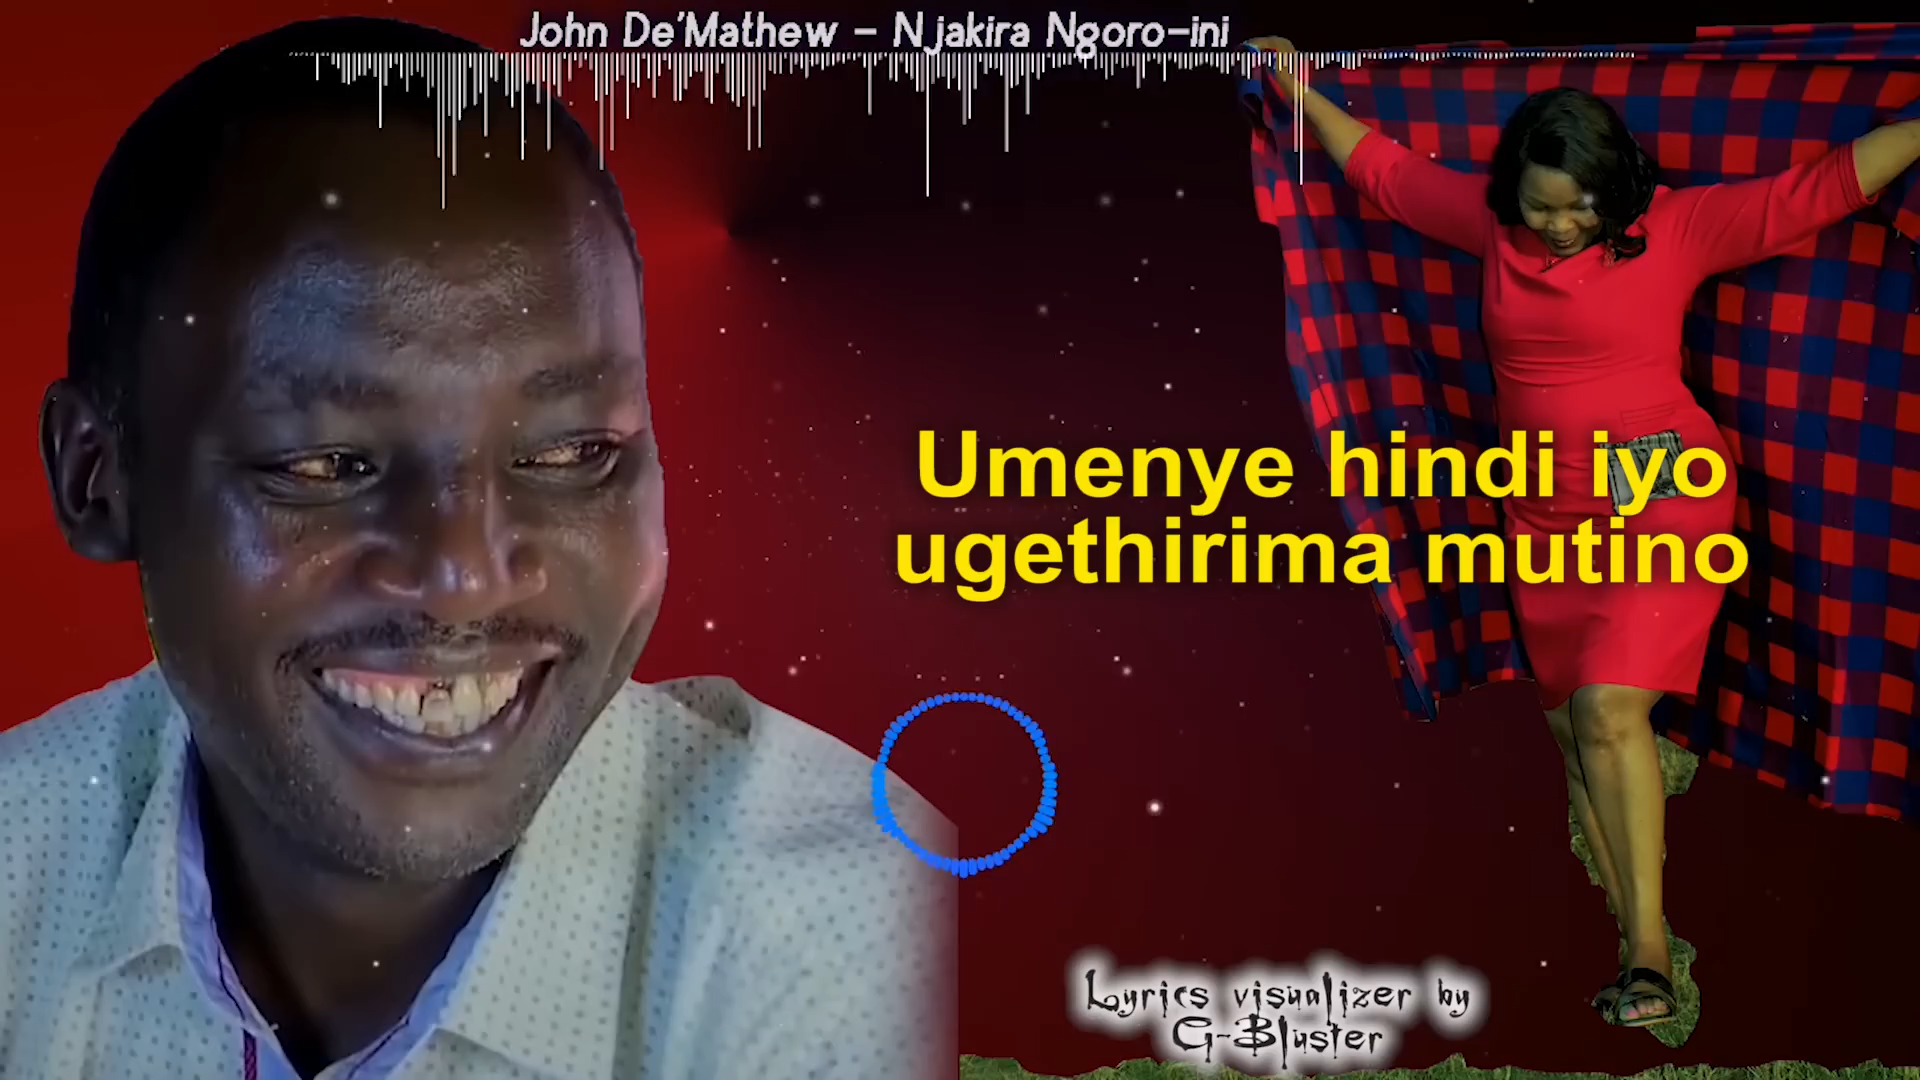 John De'Mathew - Njakira Ngoro-ini
Umenye hindi iyo
ugethirima mutino
Lyrics visualizer by
G-Bluster